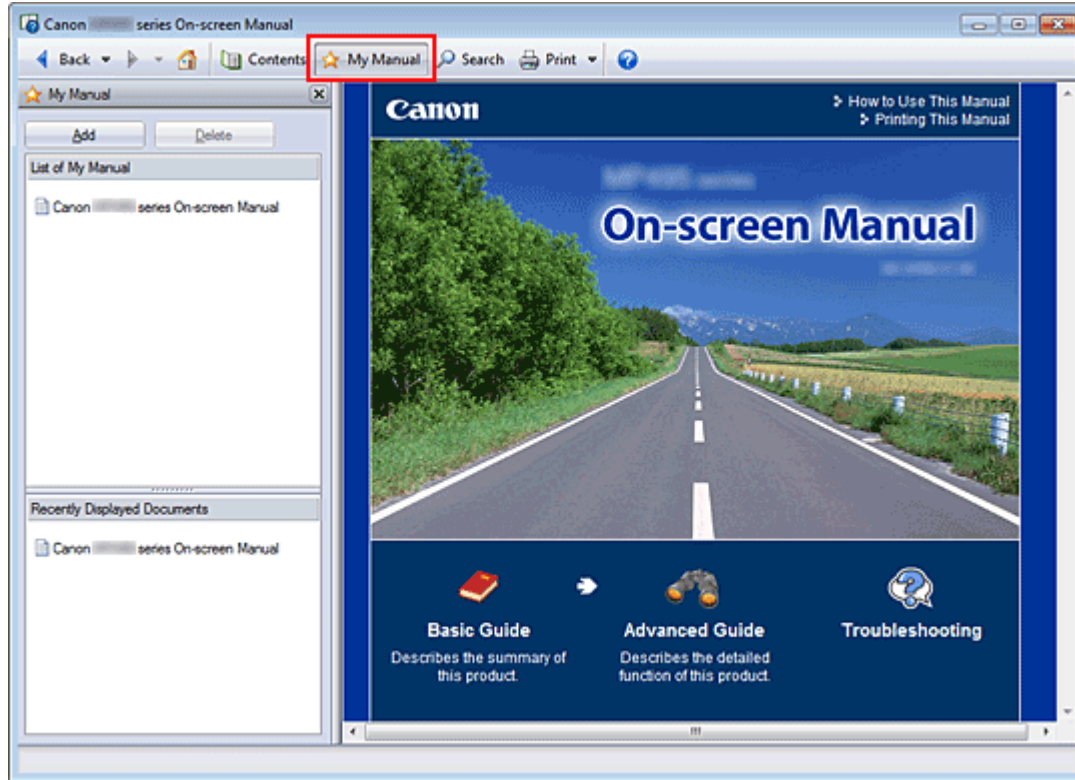 Canon series On-screen Manual
Back Contents My Manual Search Print
My Manual
Add Delete
List of My Manual
Canon series On-screen Manual
Recently Displayed Documents
Canon series On-screen Manual
Canon
How to Use This Manual
Printing This Manual
series
On-screen Manual
Basic Guide
Describes the summary of
this product.
Advanced Guide
Describes the detailed
function of this product.
Troubleshooting